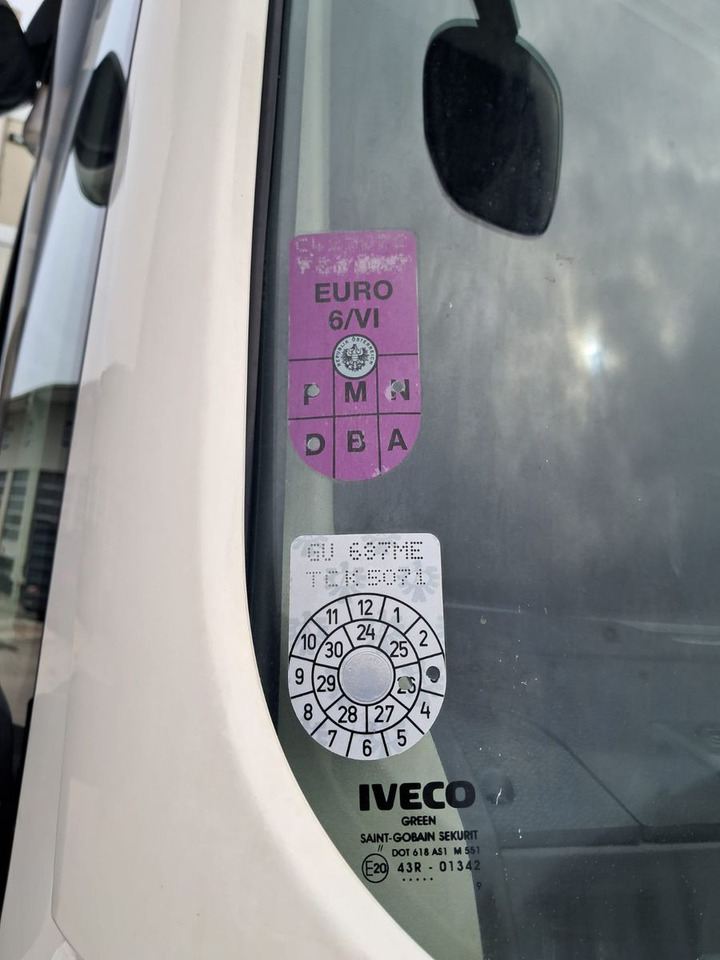 EURO
6/VI
REPUBLIK ÖSTERREICH
P M N
D B A
GU 687ME
TCK5071
11 12 1
10 24 2
30 25
9 29 26
8 28 27 4
7 6 5
IVECO
GREEN
SAINT-GOBAIN SEKURIT
II
DOT 618 AS1 M 551
E20 43R - 01342
.....
9